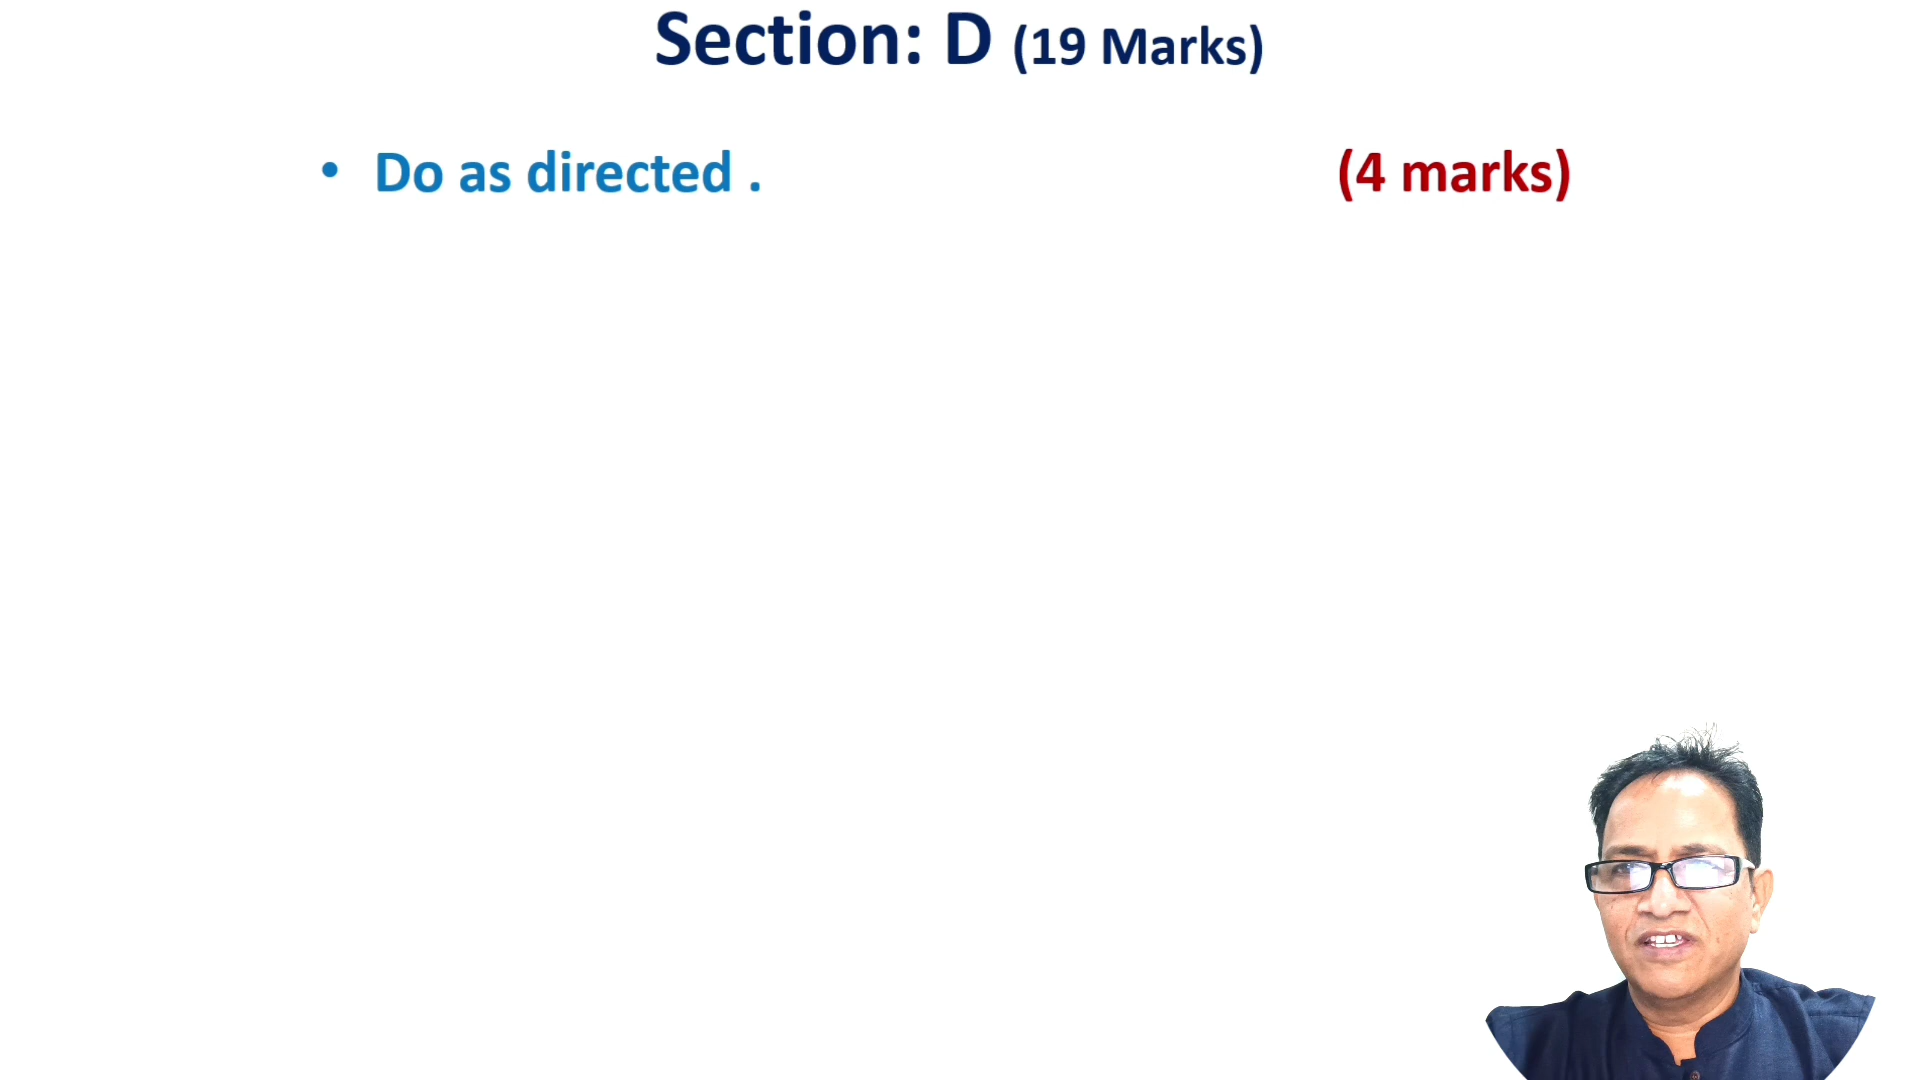 Section: D (19 Marks)
• Do as directed . (4 marks)